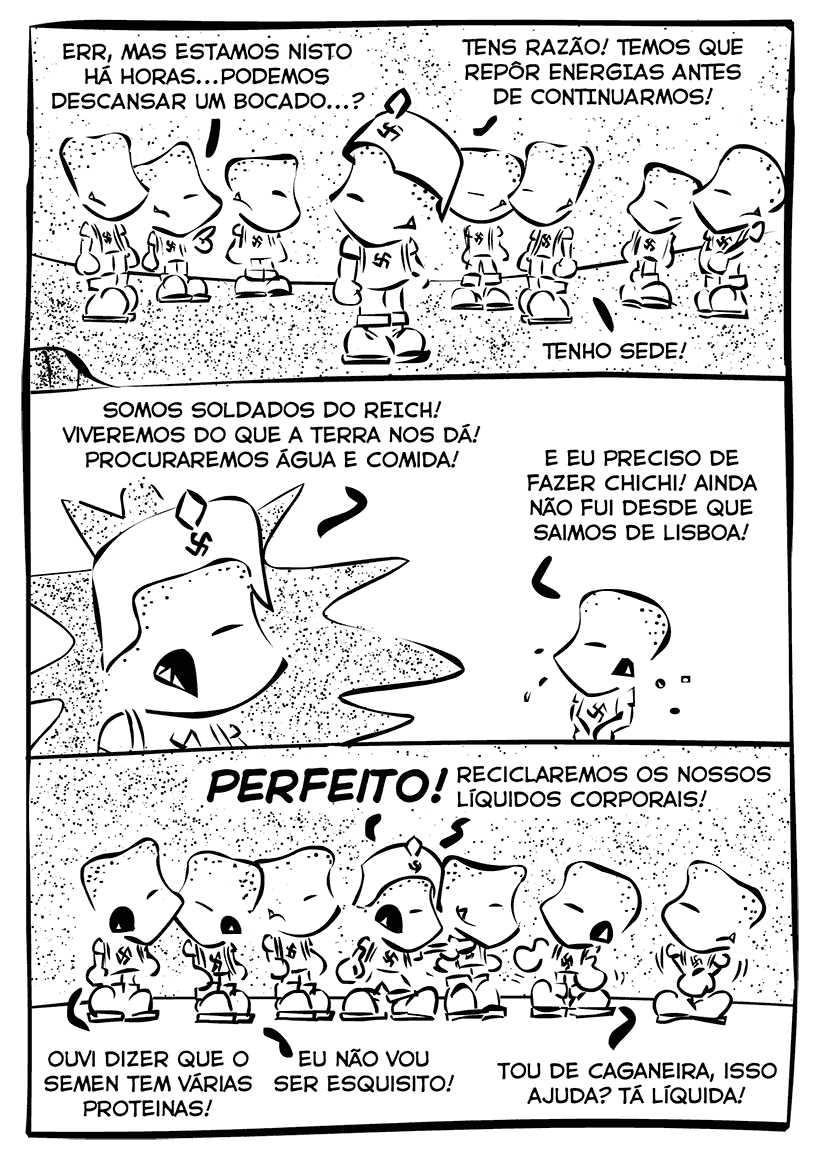 ERR, MAS ESTAMOS NISTO
HÁ HORAS...PODEMOS
DESCANSAR UM BOCADO...?
TENS RAZÃO! TEMOS QUE
REPÔR ENERGIAS ANTES
DE CONTINUARMOS!
TENHO SEDE!
SOMOS SOLDADOS DO REICH!
VIVEREMOS DO QUE A TERRA NOS DÁ!
PROCURAREMOS ÁGUA E COMIDA!
E EU PRECISO DE
FAZER CHICHI! AINDA
NÃO FUI DESDE QUE
SAIMOS DE LISBOA!
PERFEITO!
RECICLAREMOS OS NOSSOS
LÍQUIDOS CORPORAIS!
OUVI DIZER QUE O
SEMEN TEM VÁRIAS
PROTEINAS!
EU NÃO VOU
SER ESQUISITO!
TOU DE CAGANEIRA, ISSO
AJUDA? TÁ LÍQUIDA!